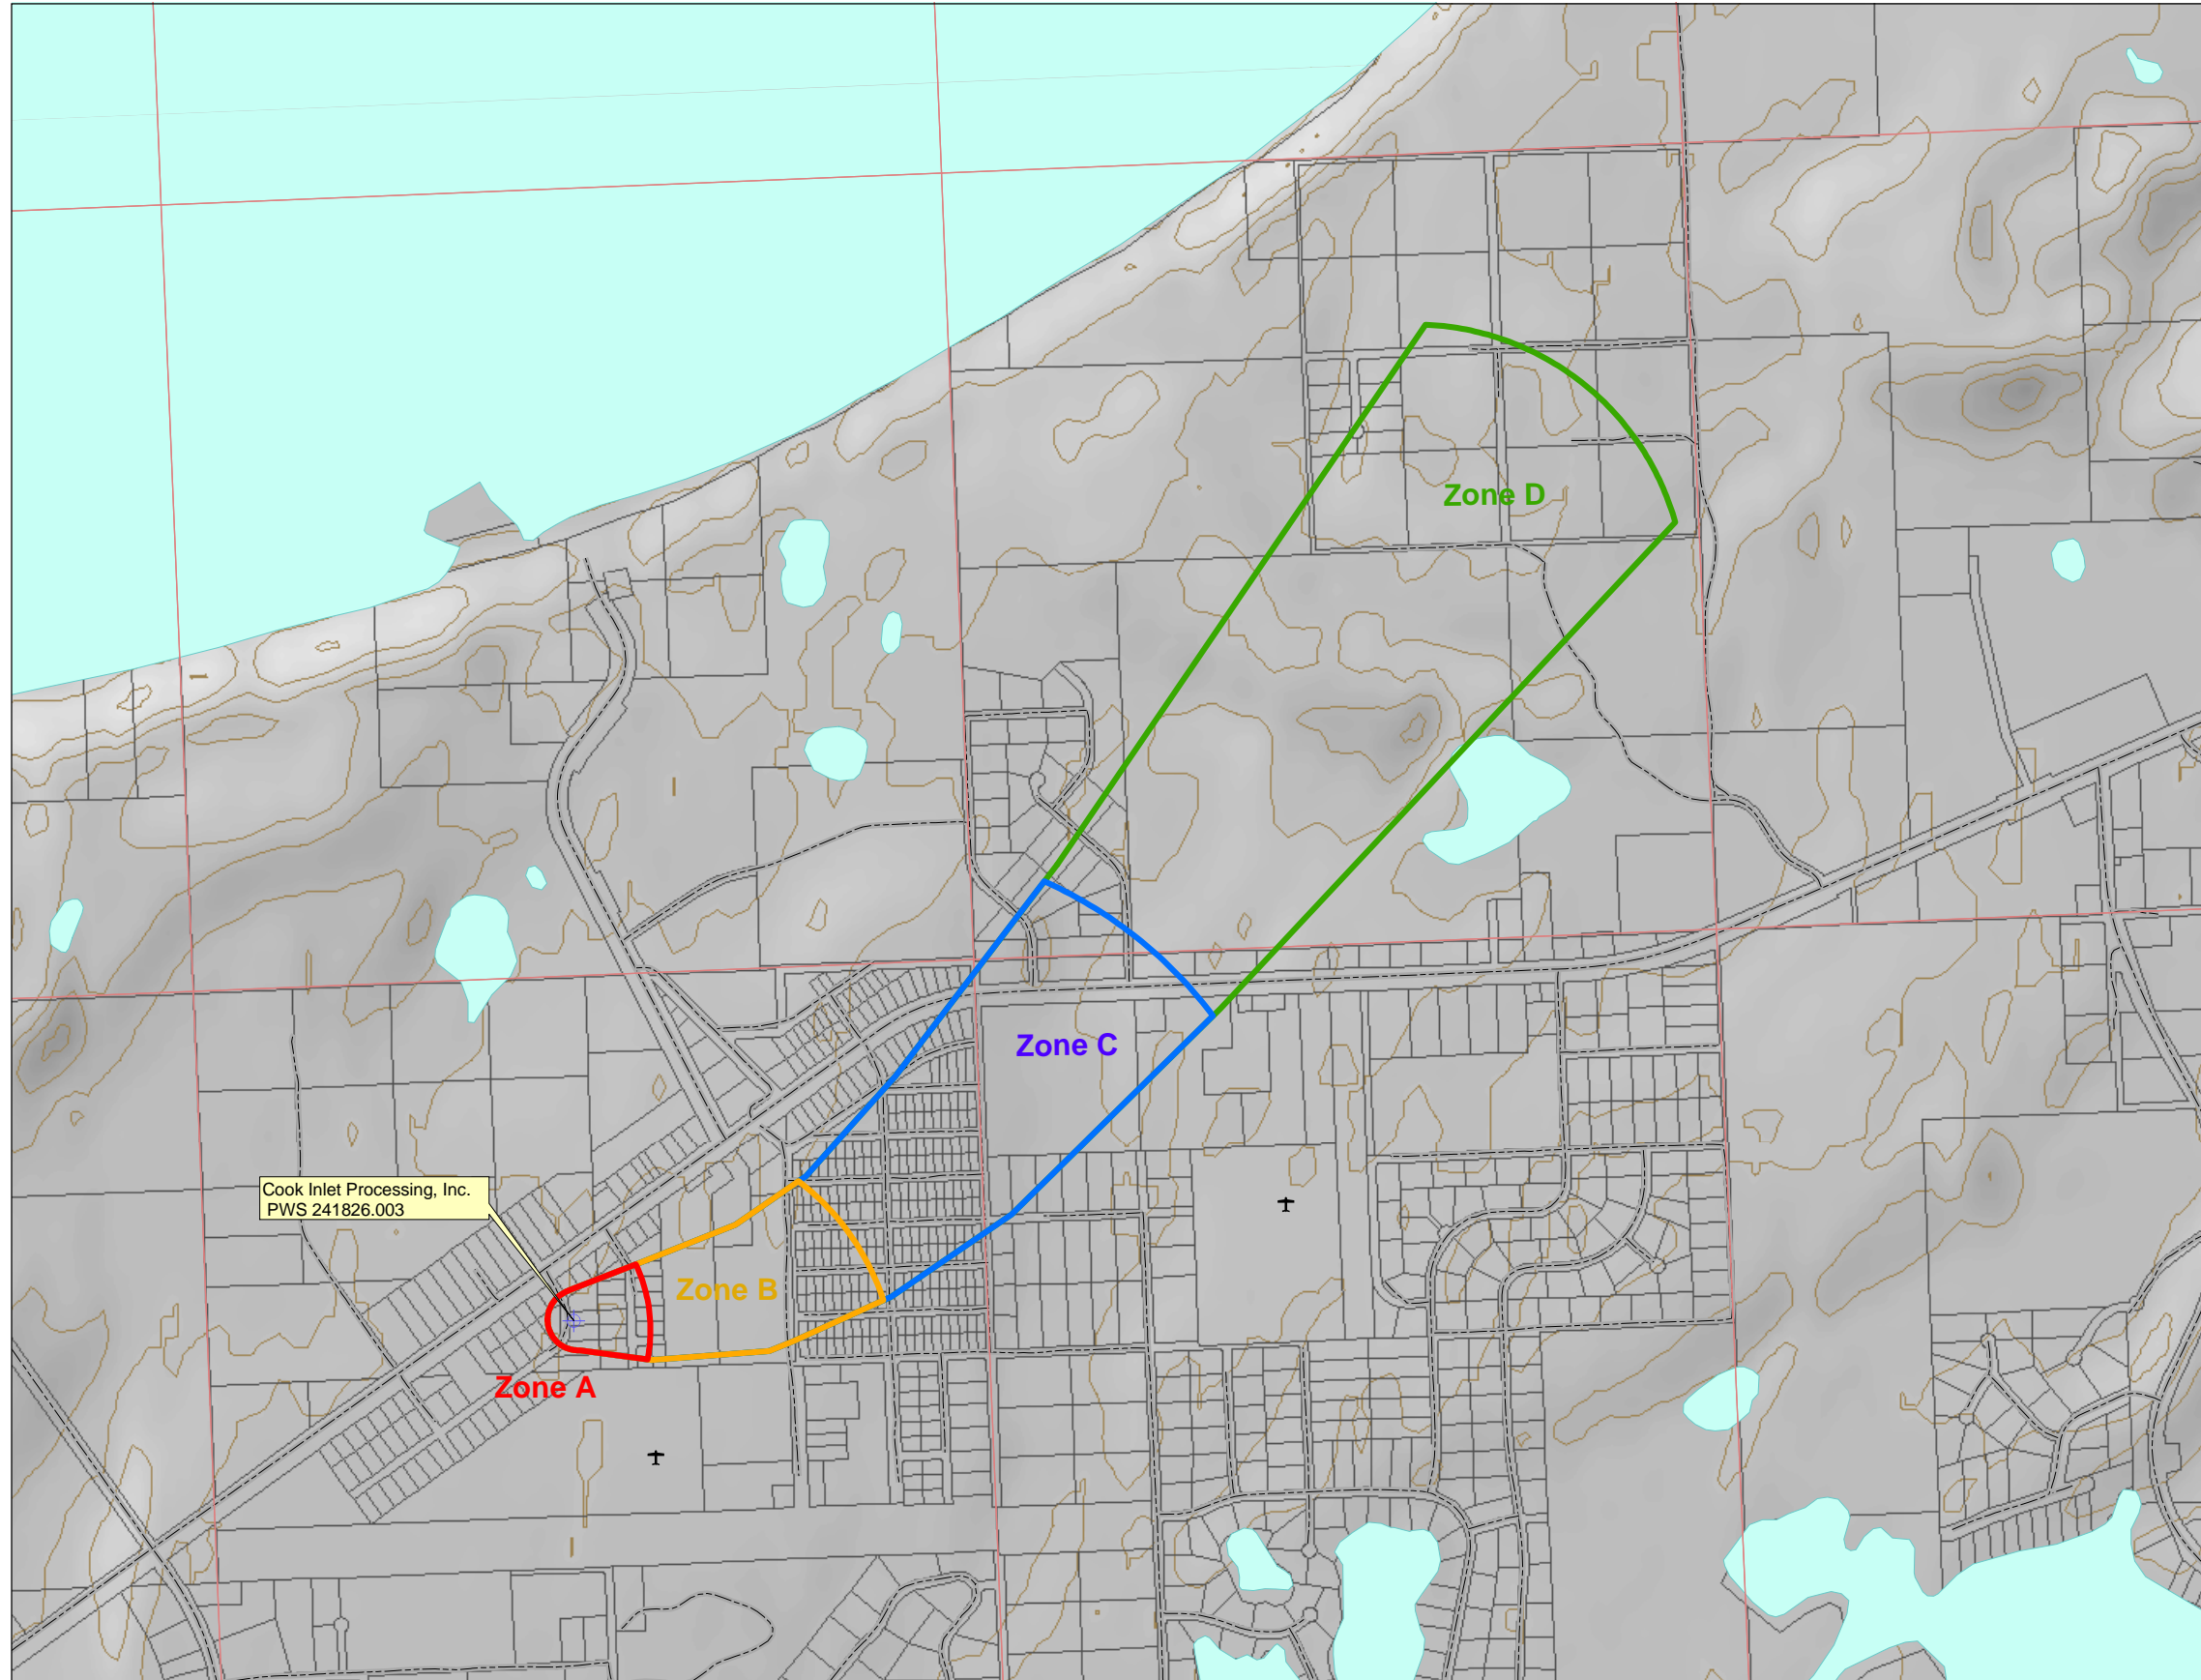 Zone D
Zone C
Cook Inlet Processing, Inc.
PWS 241826.003
Zone B
Zone A